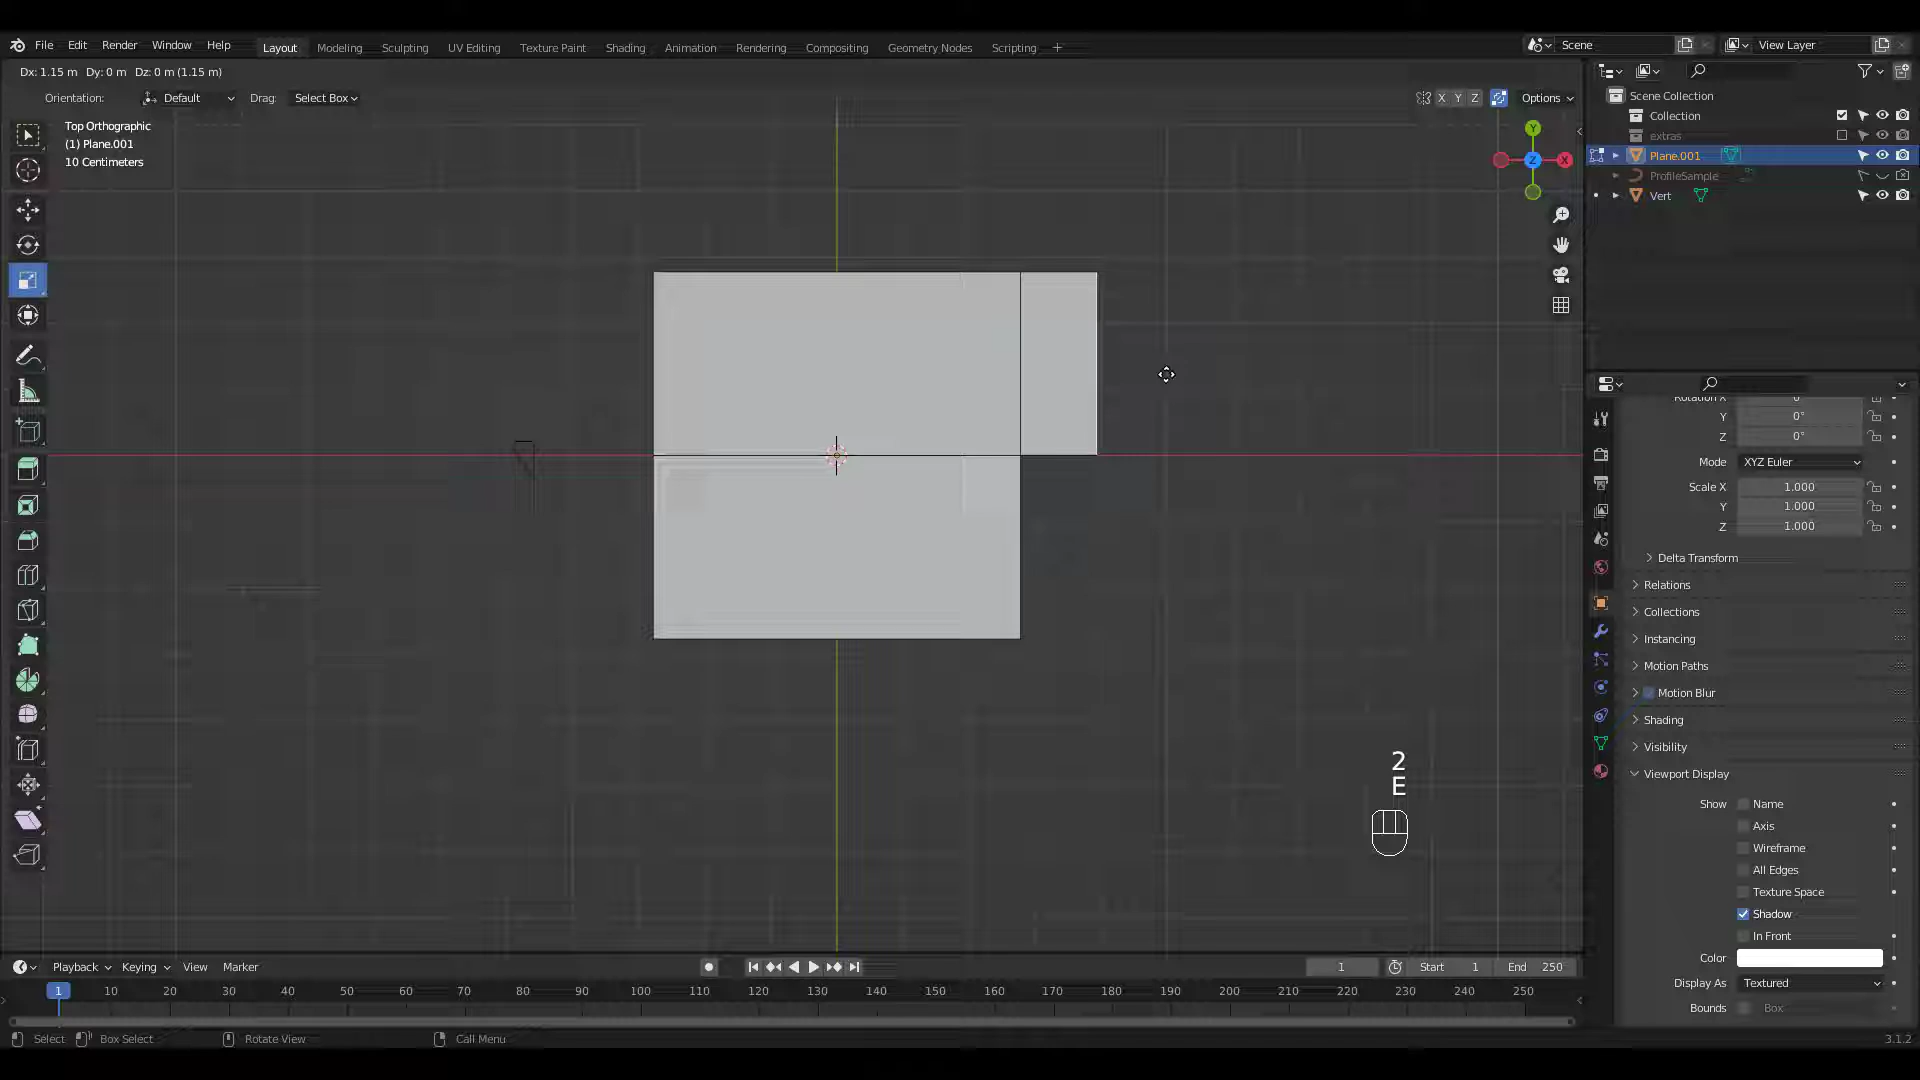 File Edit Render Window Help Layout Modeling Sculpting UV Editing Texture Paint Shading Animation Rendering Compositing Geometry Nodes Scripting + Scene View Layer
Dx: 1.15 m Dy: 0 m Dz: 0 m (1.15 m)
Orientation: Default Drag: Select Box X Y Z Options
Top Orthographic
(1) Plane.001
10 Centimeters
Y
Z X
Scene Collection
Collection
extras
Plane.001
ProfileSample
Vert
Rotation X 0°
Y 0°
Z 0°
Mode XYZ Euler
Scale X 1.000
Y 1.000
Z 1.000
Delta Transform
Relations
Collections
Instancing
Motion Paths
Motion Blur
Shading
Visibility
Viewport Display
Show Name
Axis
Wireframe
All Edges
Texture Space
Shadow
In Front
Color
Display As Textured
Bounds Box
2
E
Playback Keying View Marker 1 Start 1 End 250
1 10 20 30 40 50 60 70 80 90 100 110 120 130 140 150 160 170 180 190 200 210 220 230 240 250
Select Box Select Rotate View Call Menu 3.1.2